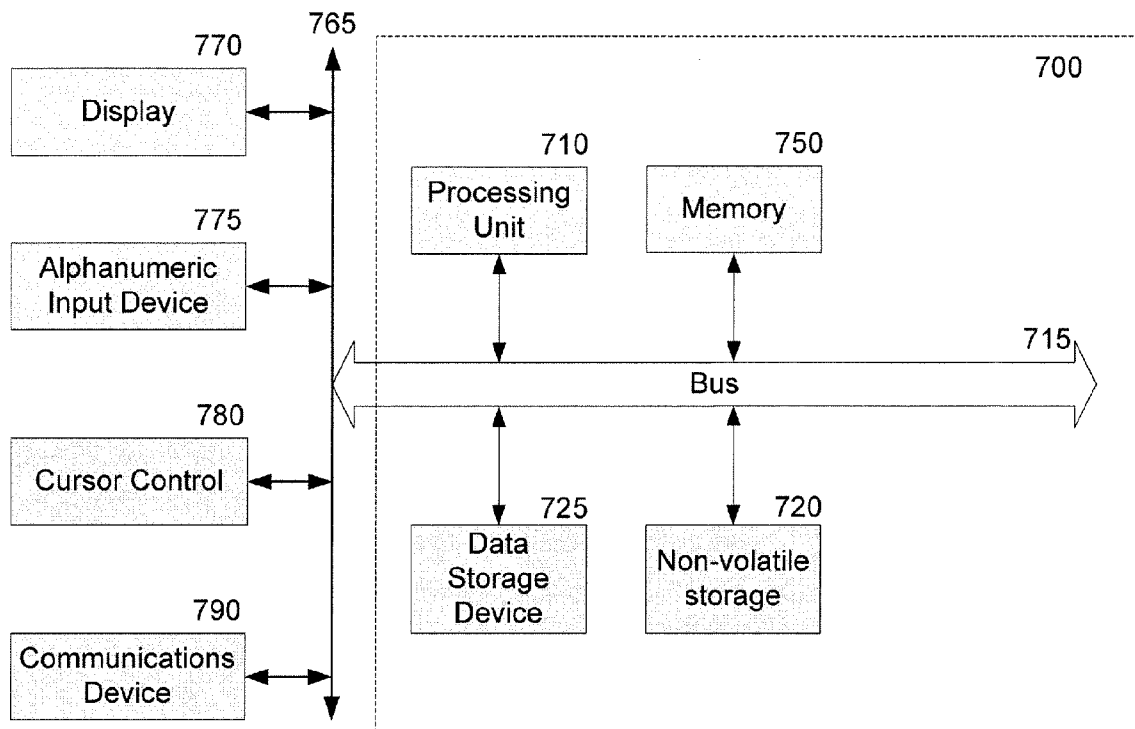 765
770
Display
700
710
Processing
Unit
750
Memory
775
Alphanumeric
Input Device
715
Bus
780
Cursor Control
725
Data
Storage
Device
720
Non-volatile
storage
790
Communications
Device